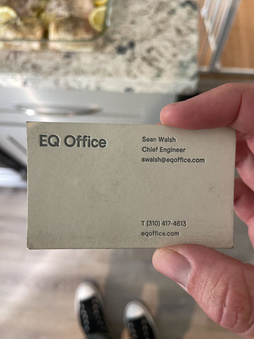 EQ Office
Sean Walsh
Chief Engineer
swalsh@eqoffice.com
T (310) 417-4613
eqoffice.com